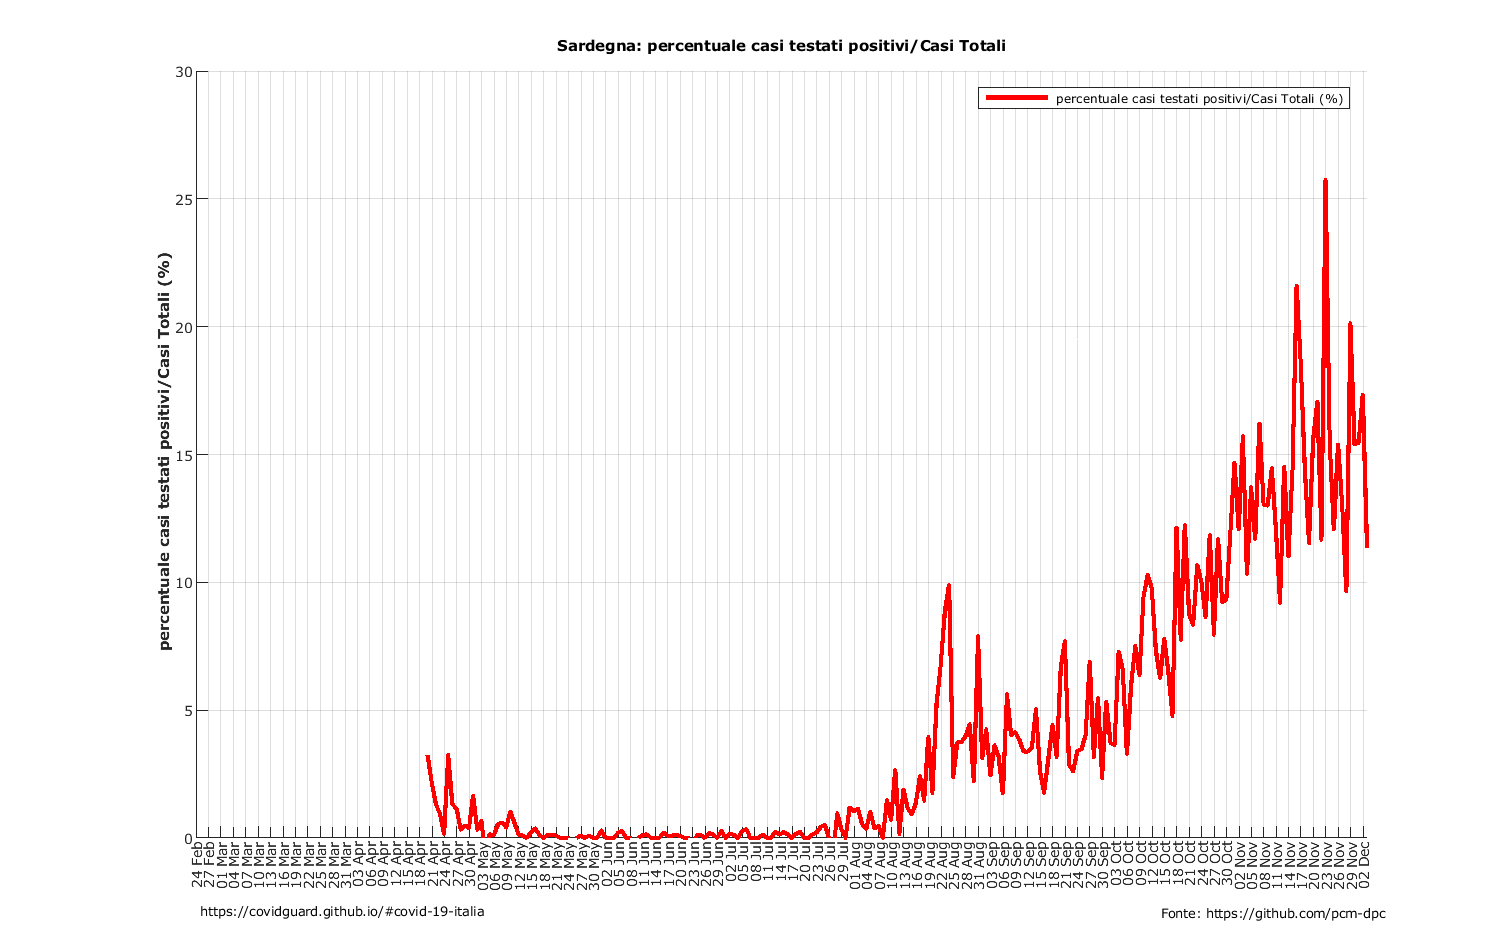 Sardegna: percentuale casi testati positivi/Casi Totali
percentuale casi testati positivi/Casi Totali (%)
percentuale casi testati positivi/Casi Totali (%)
30
25
20
15
10
5
0
24 Feb
27 Feb
01 Mar
04 Mar
07 Mar
10 Mar
13 Mar
16 Mar
19 Mar
22 Mar
25 Mar
28 Mar
31 Mar
03 Apr
06 Apr
09 Apr
12 Apr
15 Apr
18 Apr
21 Apr
24 Apr
27 Apr
30 Apr
03 May
06 May
09 May
12 May
15 May
18 May
21 May
24 May
27 May
30 May
02 Jun
05 Jun
08 Jun
11 Jun
14 Jun
17 Jun
20 Jun
23 Jun
26 Jun
29 Jun
02 Jul
05 Jul
08 Jul
11 Jul
14 Jul
17 Jul
20 Jul
23 Jul
26 Jul
29 Jul
01 Aug
04 Aug
07 Aug
10 Aug
13 Aug
16 Aug
19 Aug
22 Aug
25 Aug
28 Aug
31 Aug
03 Sep
06 Sep
09 Sep
12 Sep
15 Sep
18 Sep
21 Sep
24 Sep
27 Sep
30 Sep
03 Oct
06 Oct
09 Oct
12 Oct
15 Oct
18 Oct
21 Oct
24 Oct
27 Oct
30 Oct
02 Nov
05 Nov
08 Nov
11 Nov
14 Nov
17 Nov
20 Nov
23 Nov
26 Nov
29 Nov
02 Dec
https://covidguard.github.io/#covid-19-italia
Fonte: https://github.com/pcm-dpc